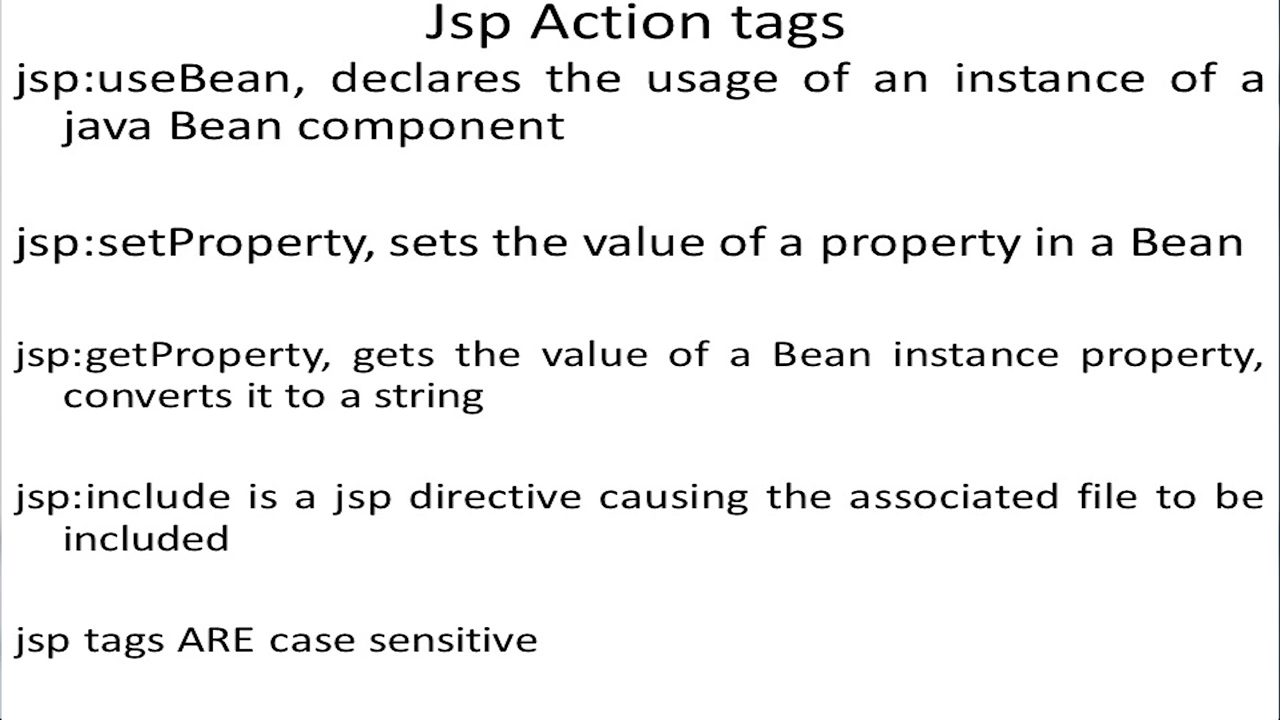 Jsp Action tags
jsp:useBean, declares the usage of an instance of a
java Bean component
jsp:setProperty, sets the value of a property in a Bean
jsp:getProperty, gets the value of a Bean instance property,
converts it to a string
jsp:include is a jsp directive causing the associated file to be
included
jsp tags ARE case sensitive